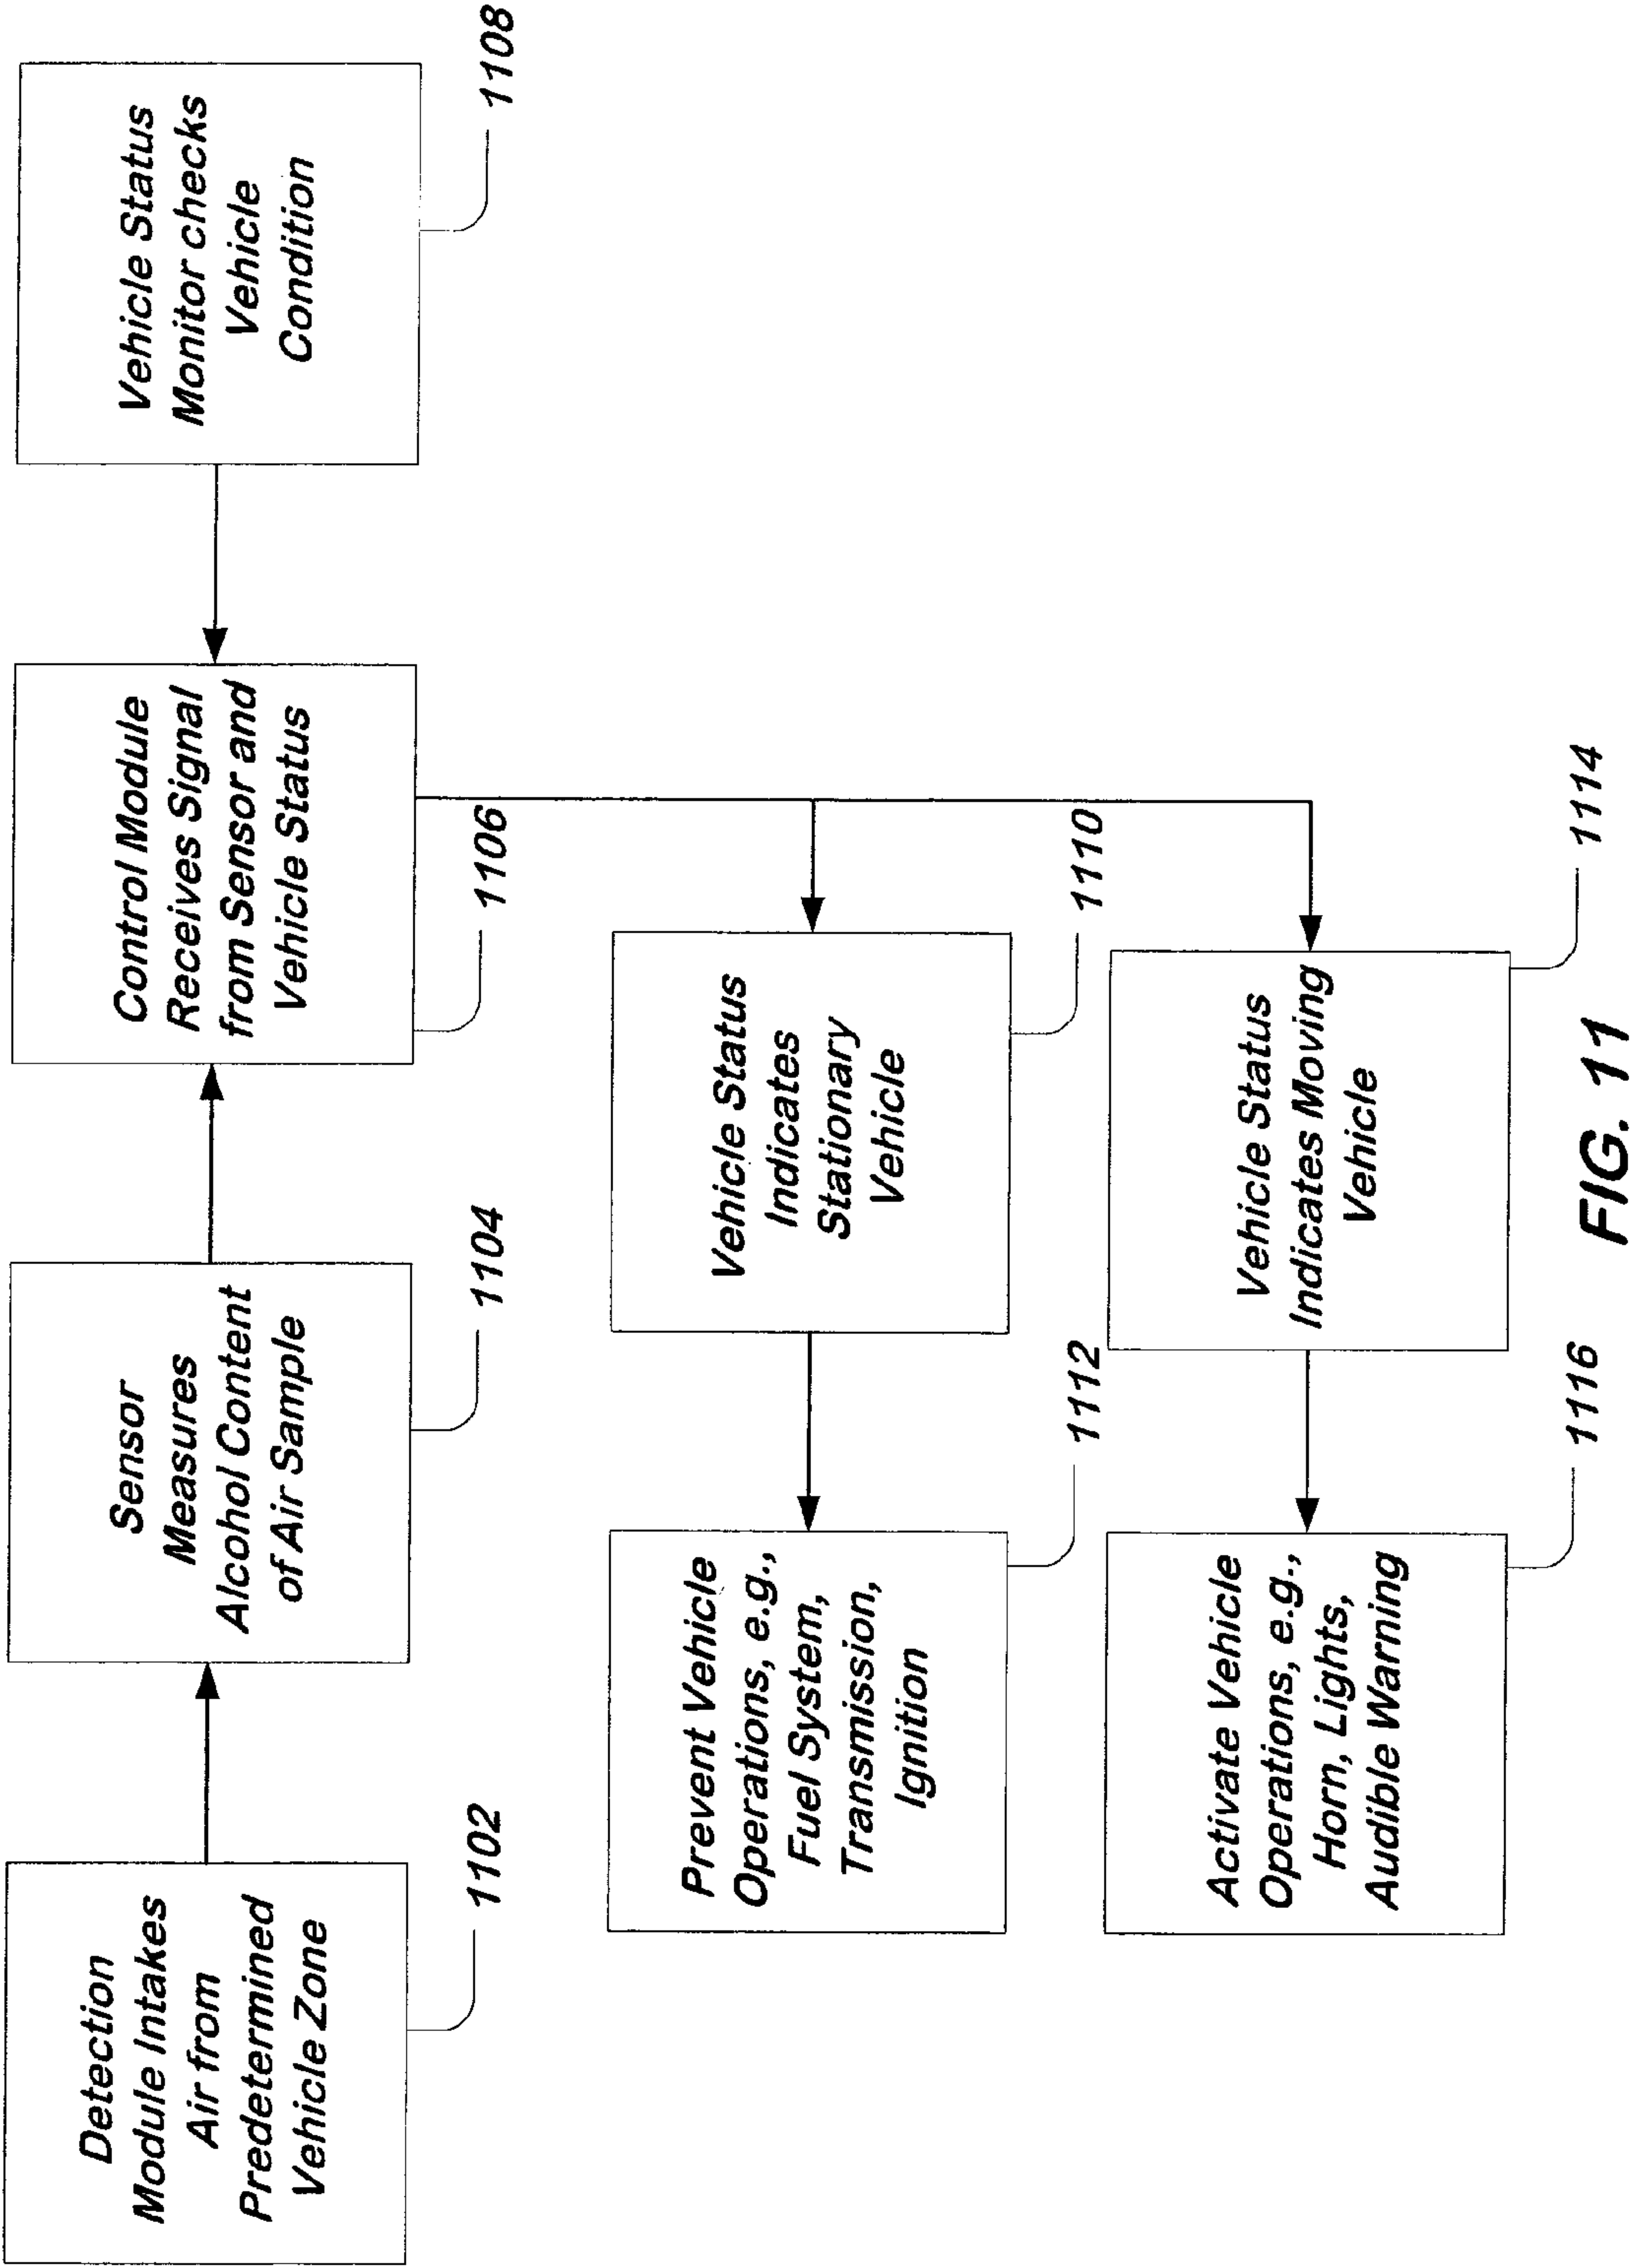 Detection
Module Intakes
Air from
Predetermined
Vehicle Zone
1102
Sensor
Measures
Alcohol Content
of Air Sample
1104
Control Module
Receives Signal
from Sensor and
Vehicle Status
1106
Vehicle Status
Monitor checks
Vehicle
Condition
1108
Vehicle Status
Indicates
Stationary
Vehicle
1110
Prevent Vehicle
Operations, e.g.,
Fuel System,
Transmission,
Ignition
1112
Vehicle Status
Indicates Moving
Vehicle
1114
Activate Vehicle
Operations, e.g.,
Horn, Lights,
Audible Warning
1116
FIG. 11